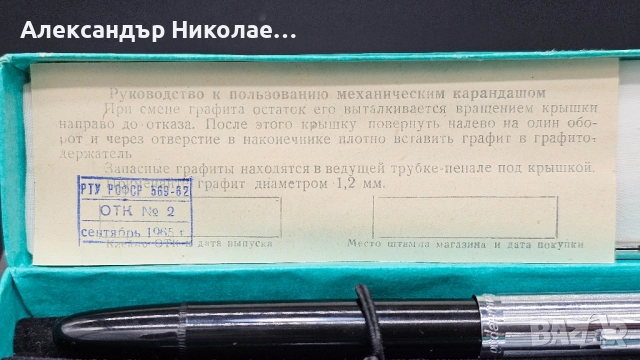 Александър Николае...
Руководство к пользованию механическим карандашом
При смене графита остаток его выталкивается вращением крышки
направо до отказа. После этого крышку повернуть налево на один обо-
рот и через отверстие в наконечнике плотно вставить графит в графито-
держатель
Запасные графиты находятся в ведущей трубке-пенале под крышкой.
графит диаметром 1,2 мм.
РТУ РСФСР 569-62
ОТК № 2
сентябрь 1965 г
Клеймо ОТК и дата выпуска
Место штампа магазина и дата покупки
BAZAR